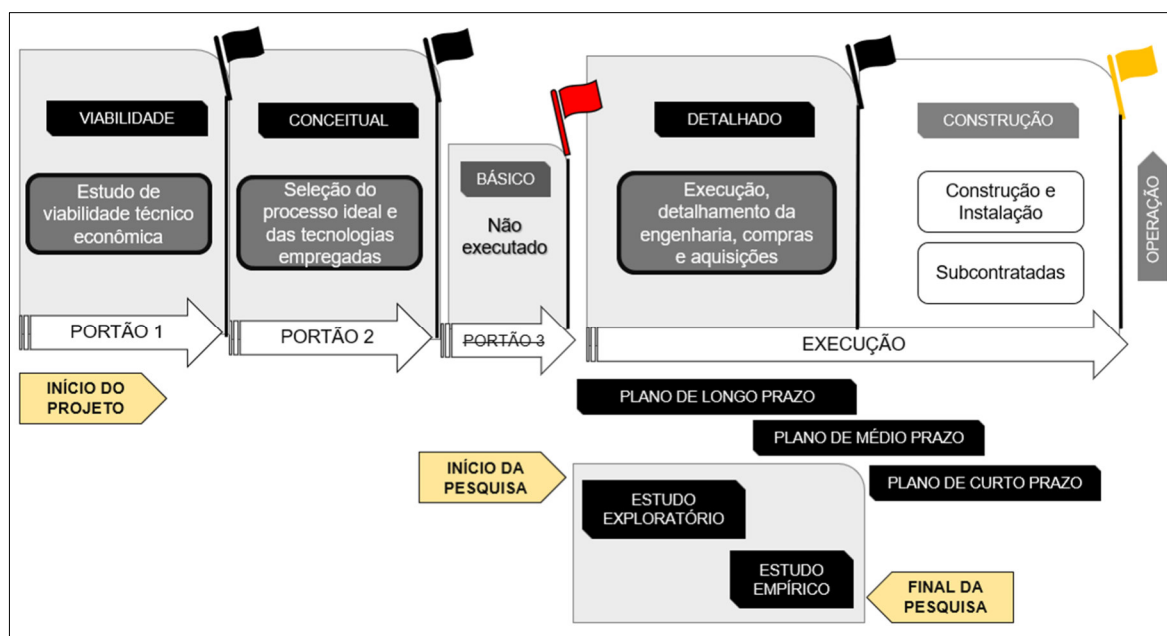 VIABILIDADE
Estudo de
viabilidade técnico
econômica
PORTÃO 1
CONCEITUAL
Seleção do
processo ideal e
das tecnologias
empregadas
PORTÃO 2
BÁSICO
Não
executado
PORTÃO 3
DETALHADO
Execução,
detalhamento da
engenharia, compras
e aquisições
CONSTRUÇÃO
Construção e
Instalação
Subcontratadas
EXECUÇÃO
OPERAÇÃO
INÍCIO DO
PROJETO
PLANO DE LONGO PRAZO
PLANO DE MÉDIO PRAZO
PLANO DE CURTO PRAZO
INÍCIO DA
PESQUISA
ESTUDO
EXPLORATÓRIO
ESTUDO
EMPÍRICO
FINAL DA
PESQUISA